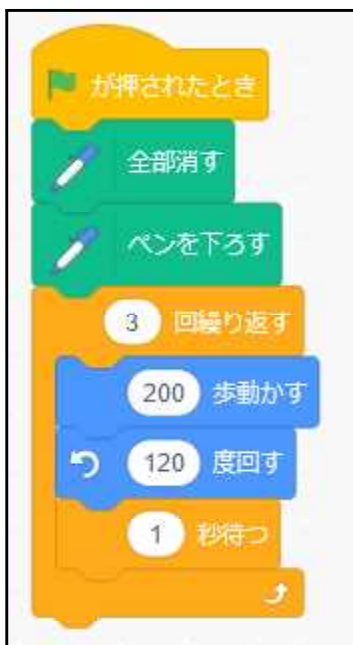 が押されたとき
全部消す
ペンを下ろす
3 回繰り返す
200 歩動かす
120 度回す
1 秒待つ